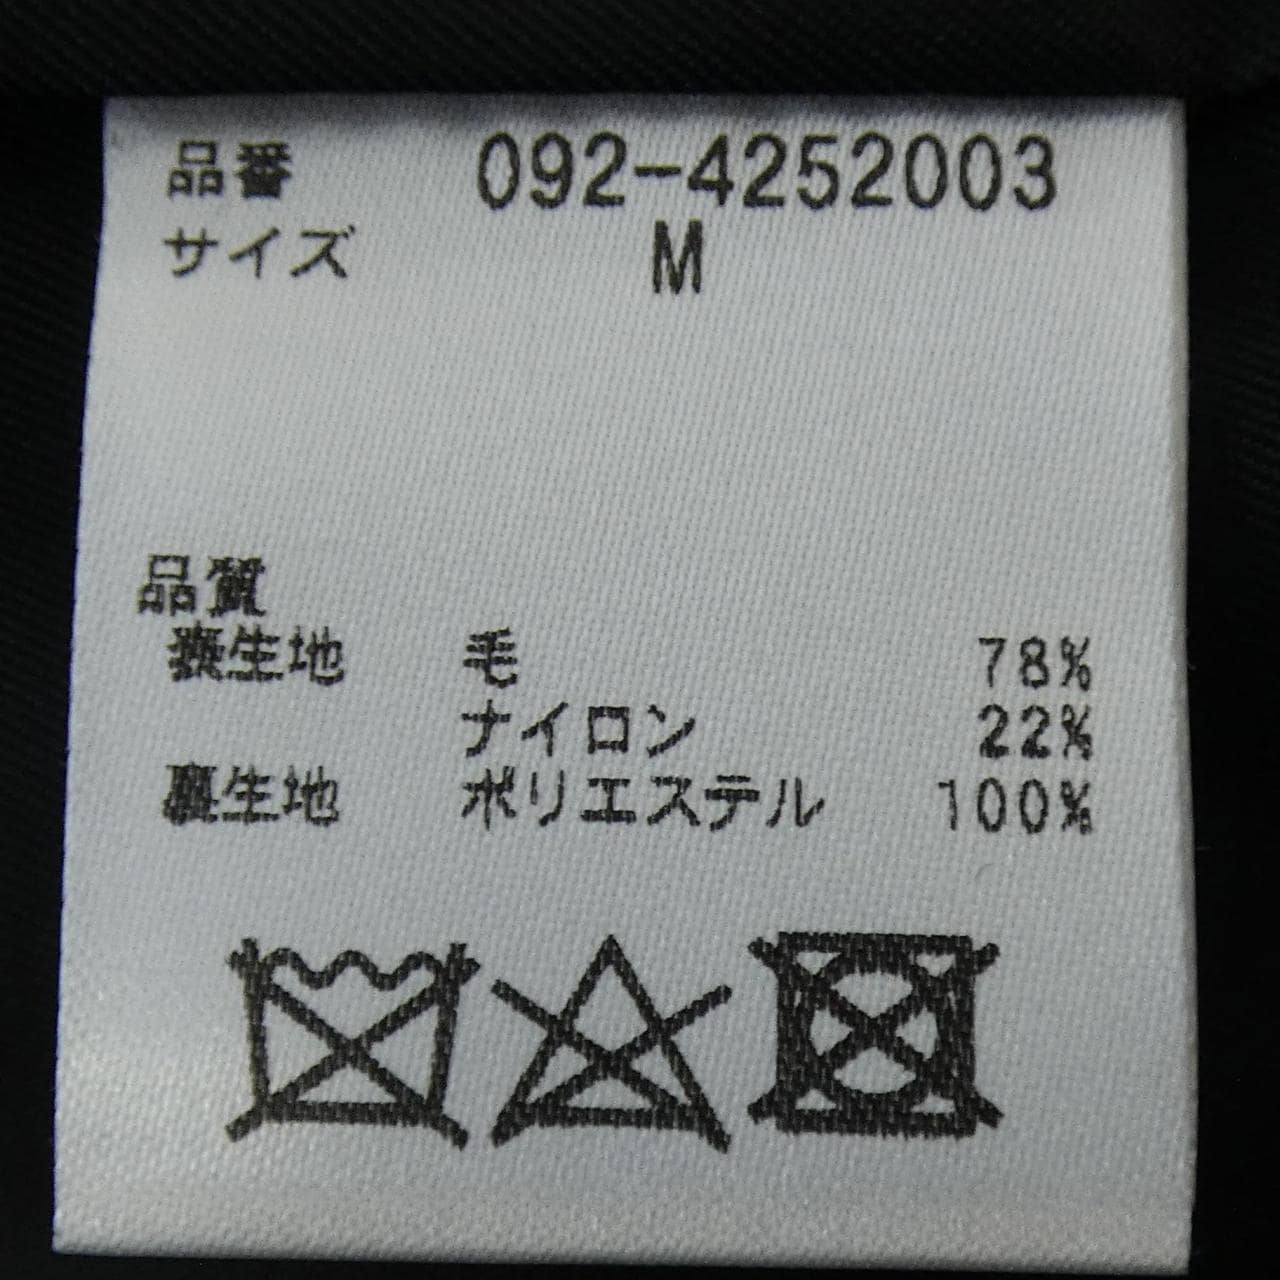 品番 092-4252003
サイズ M
品質
表生地 毛 78%
ナイロン 22%
裏生地 ポリエステル 100%